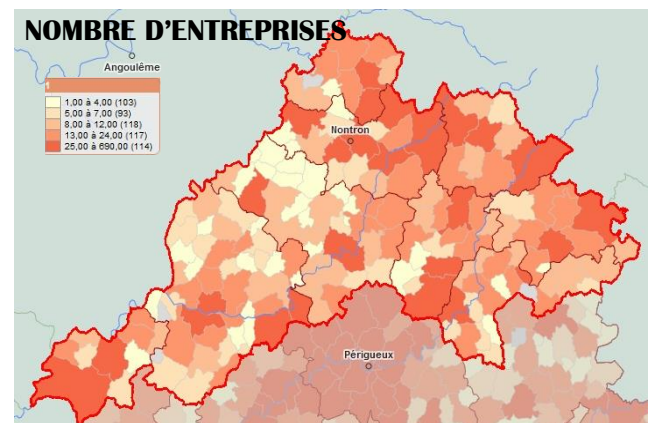 NOMBRE D'ENTREPRISES
Angoulême
1,00 à 4,00 (103)
5,00 à 7,00 (93)
8,00 à 12,00 (118)
13,00 à 24,00 (117)
25,00 à 690,00 (114)
Nontron
Périgueux